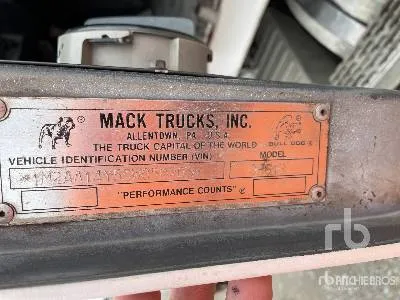 MACK TRUCKS, INC.
ALLENTOWN, PA. U.S.A.
THE TRUCK CAPITAL OF THE WORLD
BULL DOG ®
VEHICLE IDENTIFICATION NUMBER (VIN)
MODEL
"PERFORMANCE COUNTS" ®
rb
RITCHIE BROS